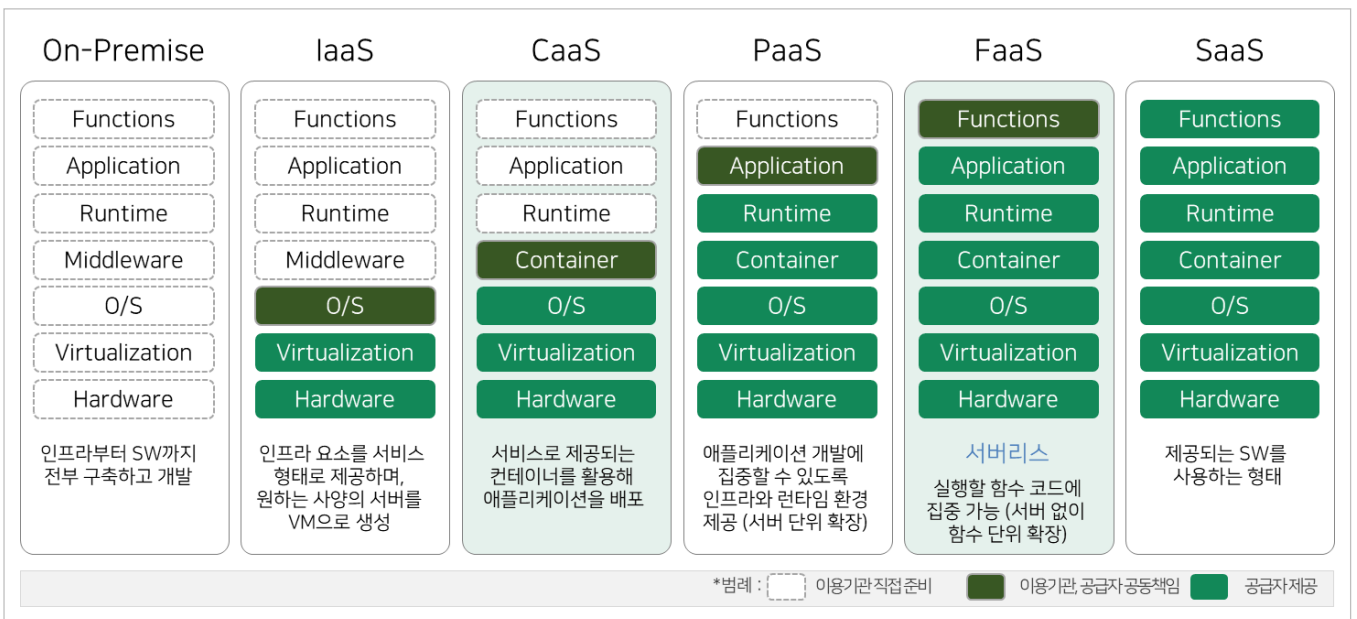 On-Premise
Functions
Application
Runtime
Middleware
O/S
Virtualization
Hardware
인프라부터 SW까지
전부 구축하고 개발
IaaS
Functions
Application
Runtime
Middleware
O/S
Virtualization
Hardware
인프라 요소를 서비스
형태로 제공하며,
원하는 사양의 서버를
VM으로 생성
CaaS
Functions
Application
Runtime
Container
O/S
Virtualization
Hardware
서비스로 제공되는
컨테이너를 활용해
애플리케이션을 배포
PaaS
Functions
Application
Runtime
Container
O/S
Virtualization
Hardware
애플리케이션 개발에
집중할 수 있도록
인프라와 런타임 환경
제공 (서버 단위 확장)
FaaS
Functions
Application
Runtime
Container
O/S
Virtualization
Hardware
서버리스
실행할 함수 코드에
집중 가능 (서버 없이
함수 단위 확장)
SaaS
Functions
Application
Runtime
Container
O/S
Virtualization
Hardware
제공되는 SW를
사용하는 형태
*범례 : 이용기관 직접 준비 이용기관, 공급자 공동책임 공급자 제공